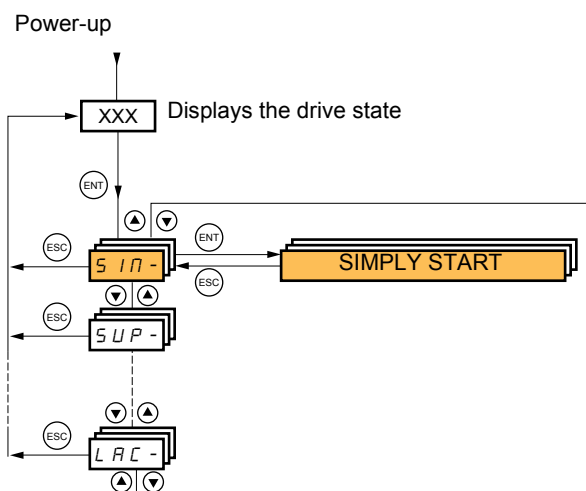 Power-up
XXX
Displays the drive state
ENT
ESC
SIM-
ENT
SIMPLY START
ESC
ESC
SUP-
ESC
LAC-